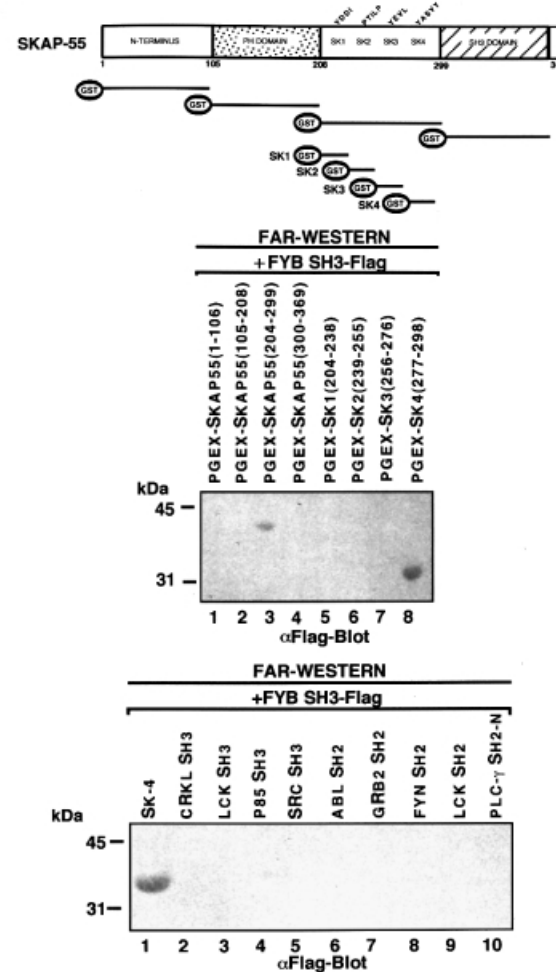 YDDI PTILP YEVL YASVY
SKAP-55 N-TERMINUS PH DOMAIN SK1 SK2 SK3 SK4 SH3 DOMAIN
1 105 206 299 3
GST
GST
GST
GST
SK1 GST
SK2 GST
SK3 GST
SK4 GST
FAR-WESTERN
+FYB SH3-Flag
PGEX-SKAP55(1-106)
PGEX-SKAP55(105-208)
PGEX-SKAP55(204-299)
PGEX-SKAP55(300-369)
PGEX-SK1(204-238)
PGEX-SK2(239-255)
PGEX-SK3(256-276)
PGEX-SK4(277-298)
kDa
45
31
1 2 3 4 5 6 7 8
αFlag-Blot
FAR-WESTERN
+FYB SH3-Flag
SK-4
CRKL SH3
LCK SH3
P85 SH3
SRC SH3
ABL SH2
GRB2 SH2
FYN SH2
LCK SH2
PLC-γ SH2-N
kDa
45
31
1 2 3 4 5 6 7 8 9 10
αFlag-Blot